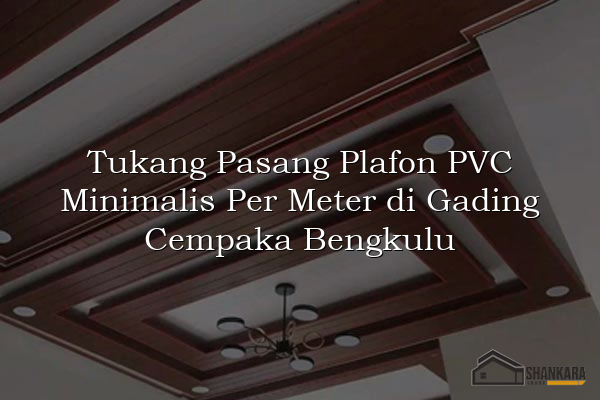 Tukang Pasang Plafon PVC
Minimalis Per Meter di Gading
Cempaka Bengkulu
SHANKARA